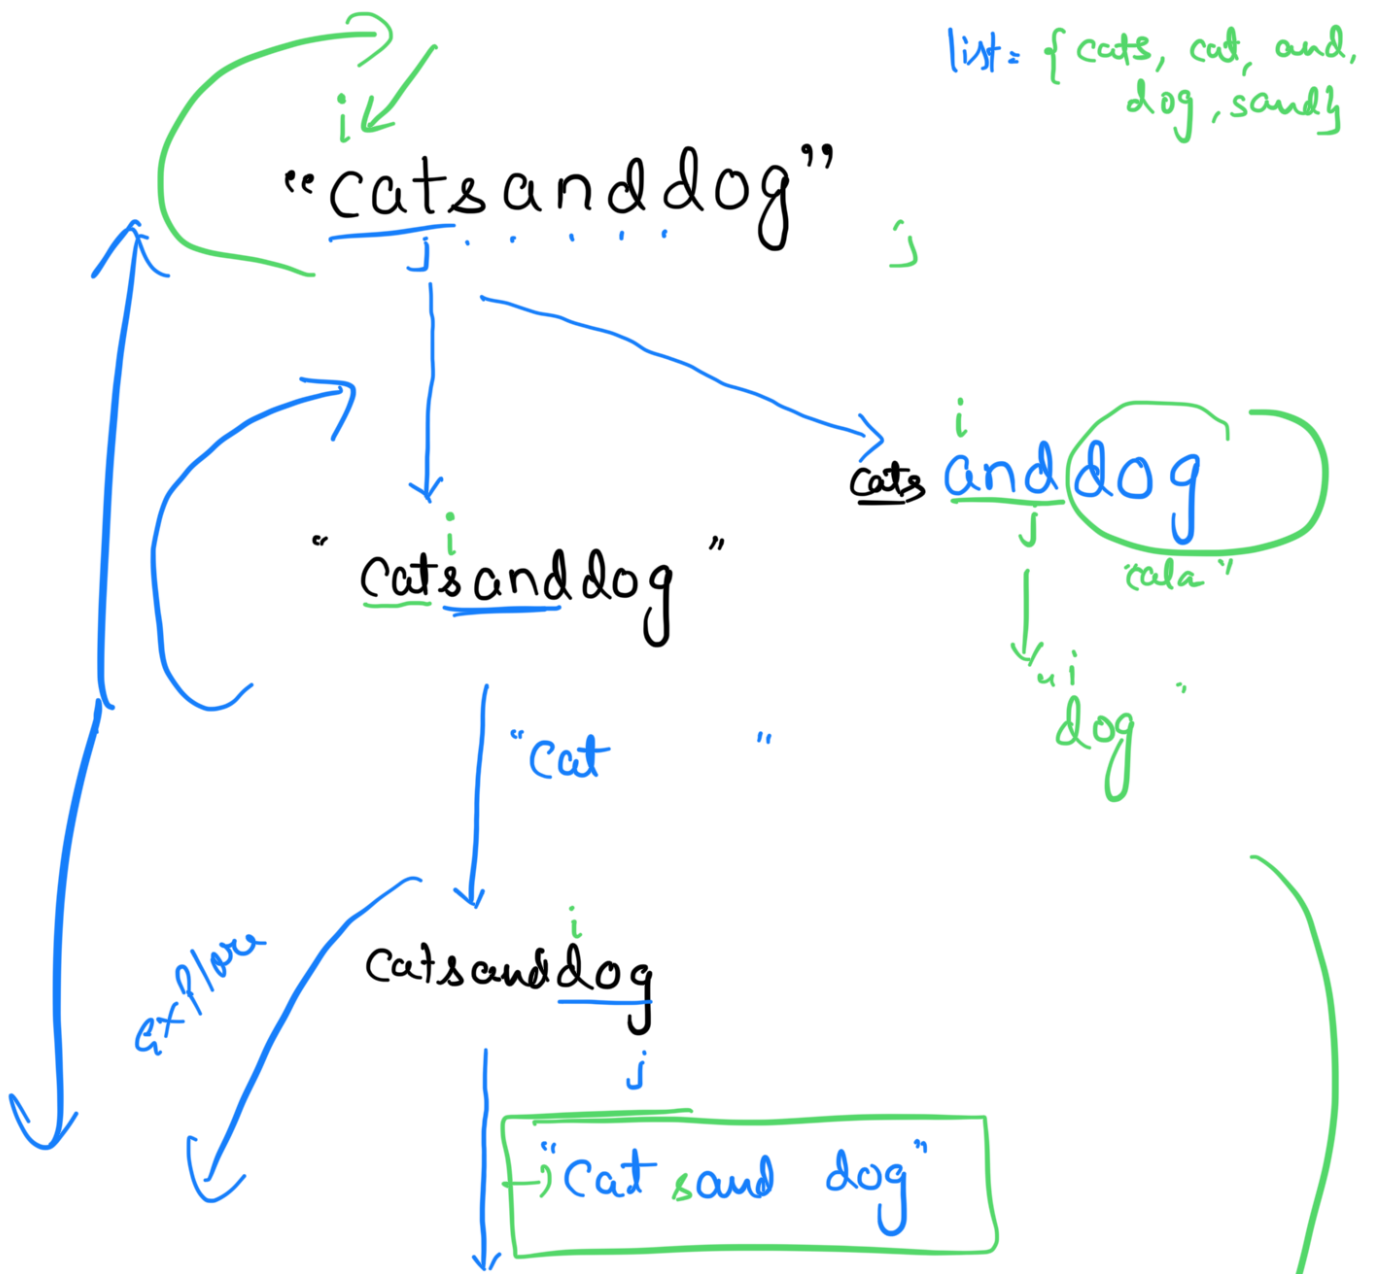 list = { cats, cat, and,
dog, sand}
i
"catsanddog"
j
j
i
cats anddog
j
i
"catsanddog"
"i
dog"
"cat "
i
catsanddog
explore
j
→ "cat sand dog"